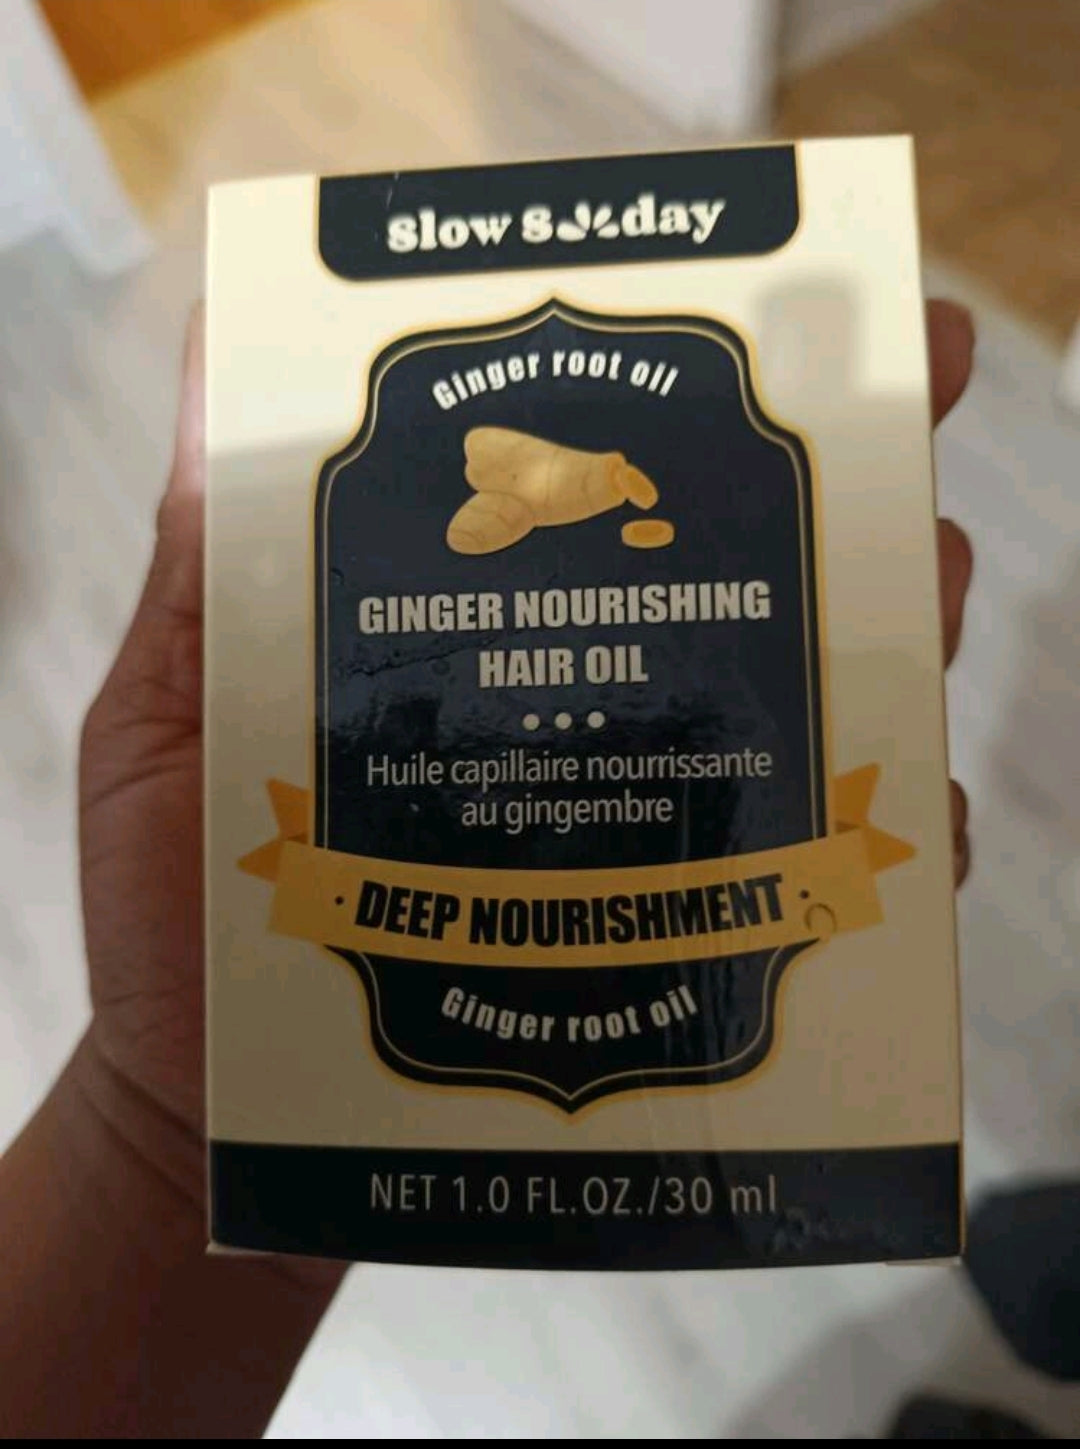 Slow S day
Ginger root oil
GINGER NOURISHING
HAIR OIL
Huile capillaire nourrissante
au gingembre
· DEEP NOURISHMENT ·
Ginger root oil
NET 1.0 FL.OZ./30 ml